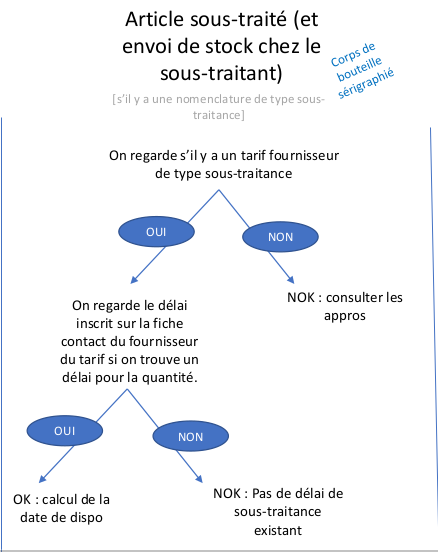 Article sous-traité (et
envoi de stock chez le
sous-traitant)
Corps de
bouteille
sérigraphié
[s'il y a une nomenclature de type sous-
traitance]
On regarde s'il y a un tarif fournisseur
de type sous-traitance
OUI
NON
On regarde le délai
inscrit sur la fiche
contact du fournisseur
du tarif si on trouve un
délai pour la quantité.
NOK : consulter les
appros
OUI
NON
OK : calcul de la
date de dispo
NOK : Pas de délai de
sous-traitance
existant